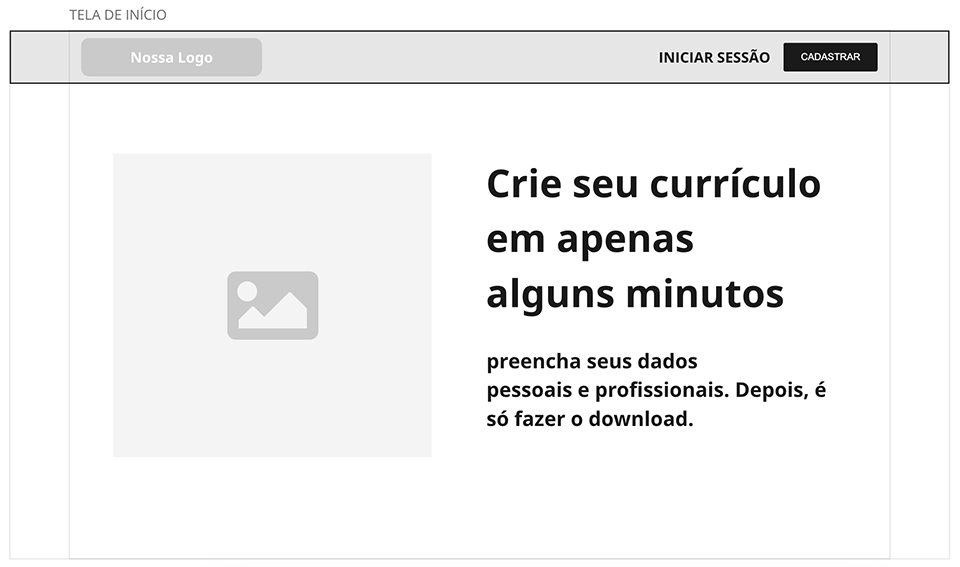 TELA DE INÍCIO
Nossa Logo
INICIAR SESSÃO
CADASTRAR
Crie seu currículo
em apenas
alguns minutos
preencha seus dados
pessoais e profissionais. Depois, é
só fazer o download.